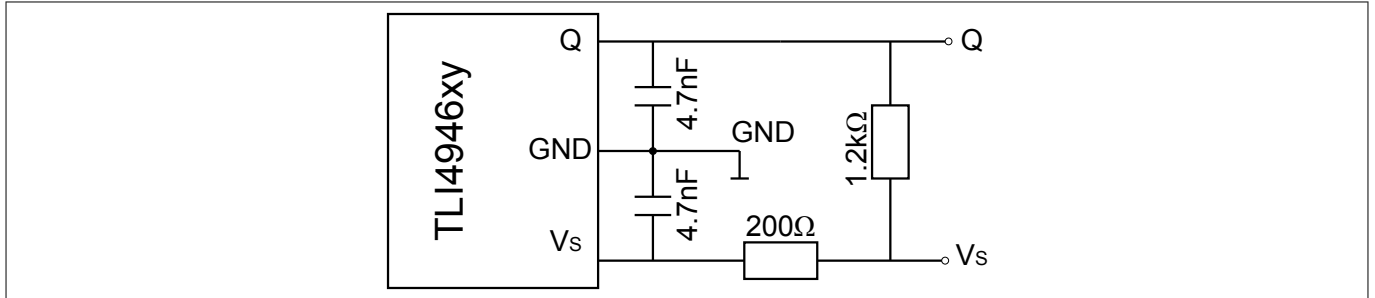 TLI4946xy
Q
Q
4.7nF
GND
GND
1.2kΩ
4.7nF
200Ω
VS
VS